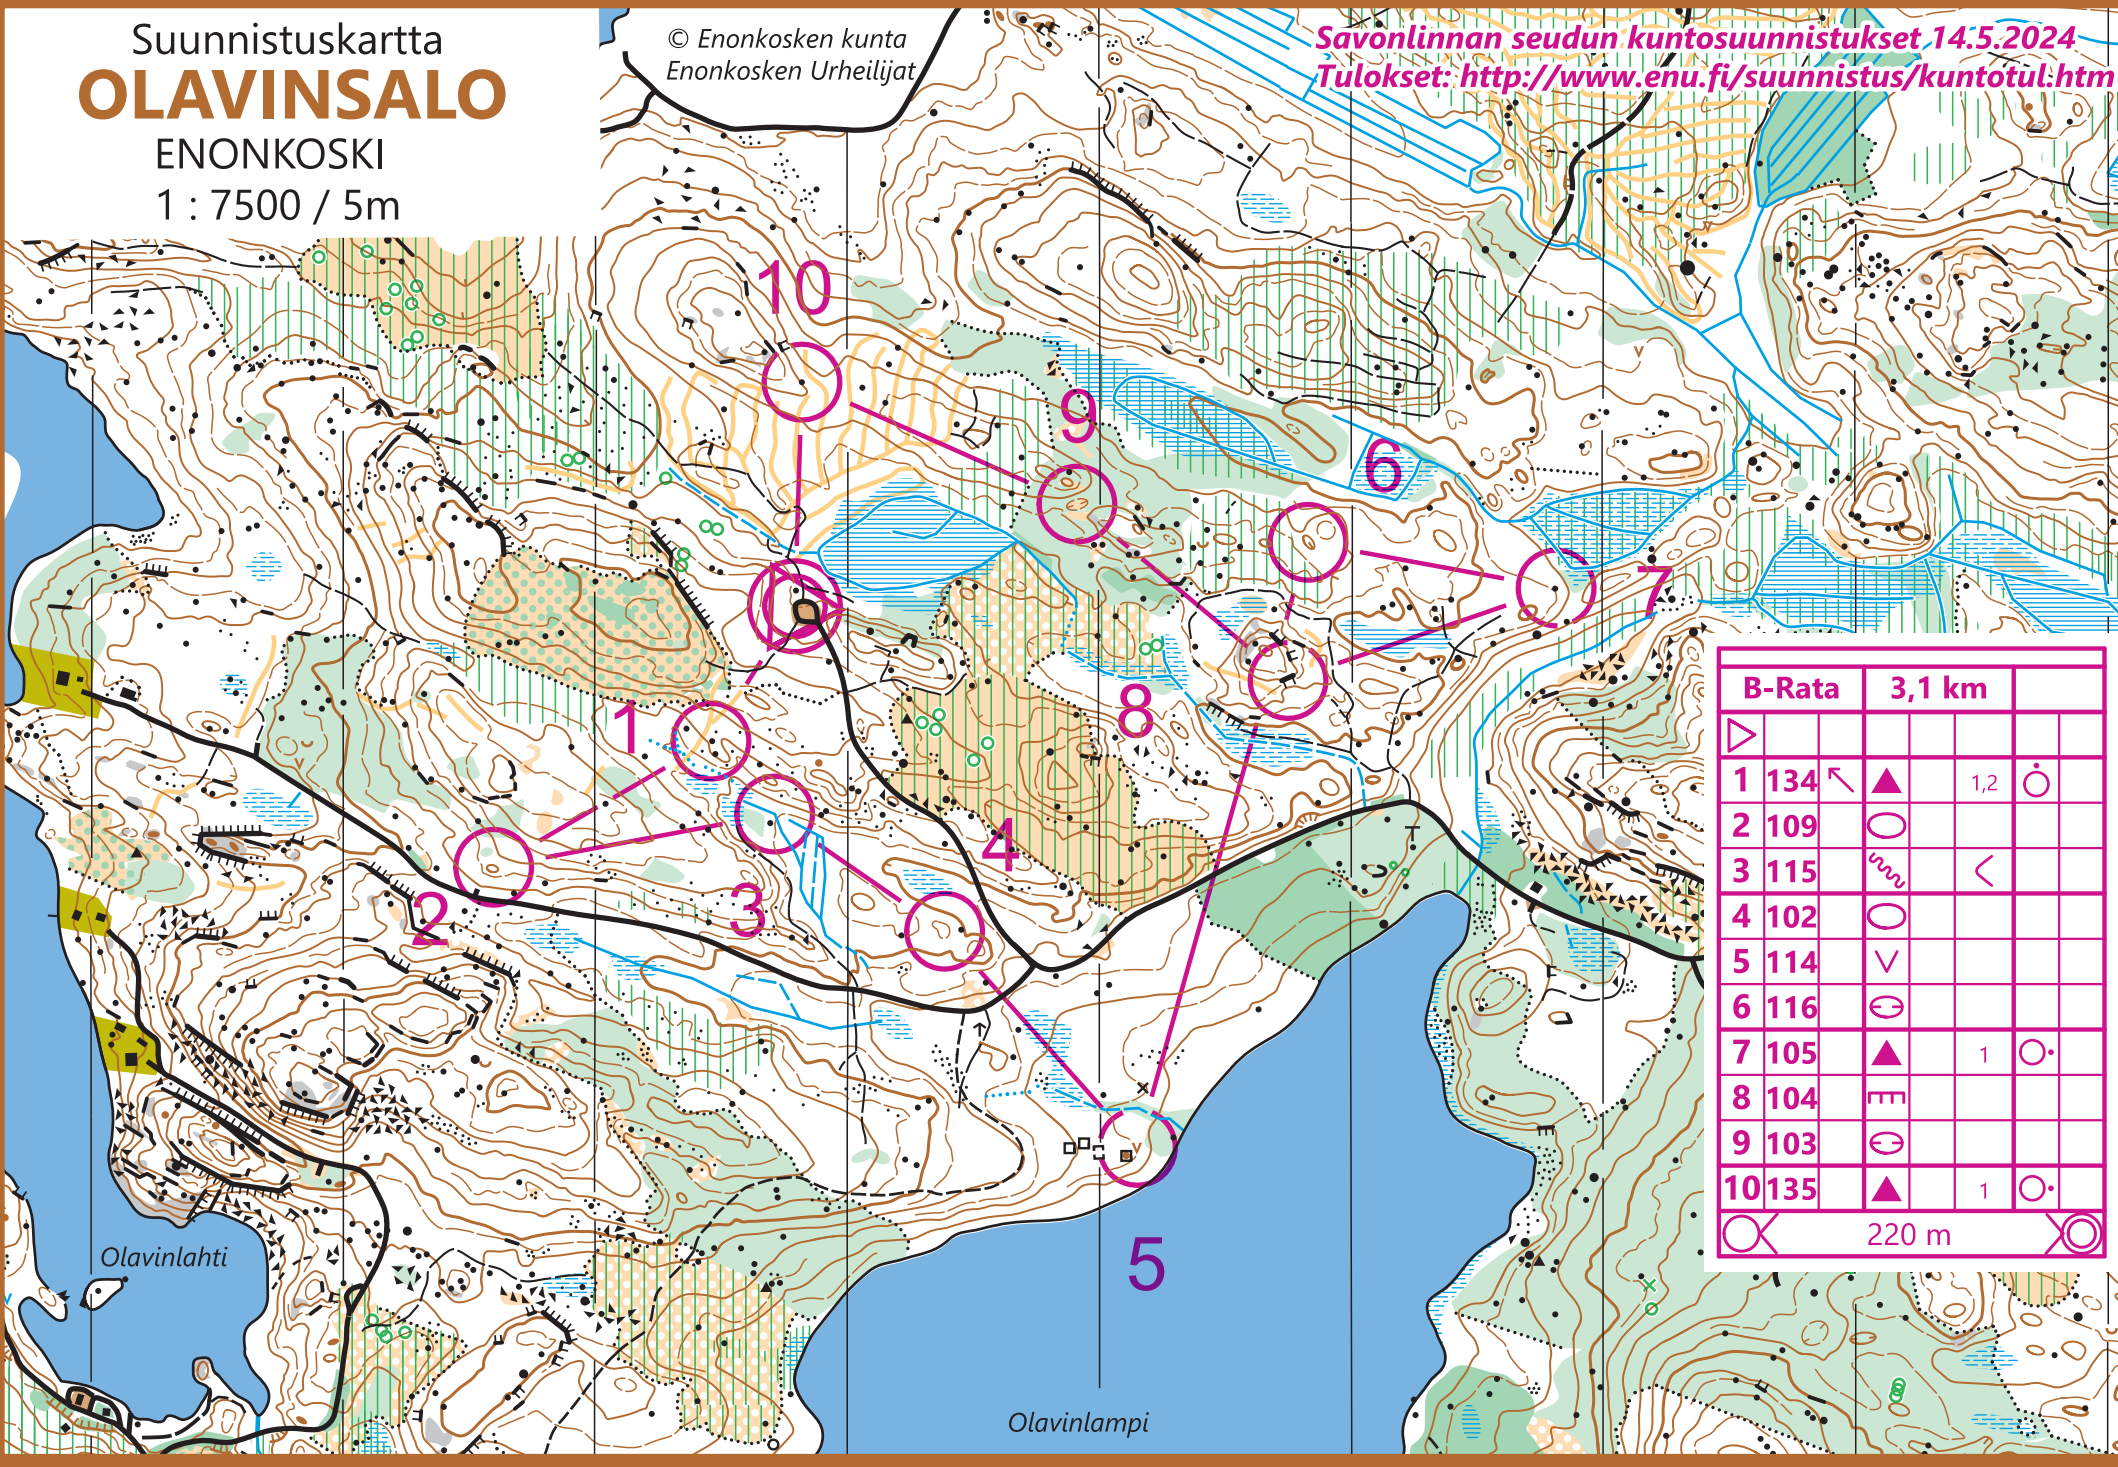 Suunnistuskartta
OLAVINSALO
ENONKOSKI
1 : 7500 / 5m
© Enonkosken kunta
Enonkosken Urheilijat
Savonlinnan seudun kuntosuunnistukset 14.5.2024
Tulokset: http://www.enu.fi/suunnistus/kuntotul.htm
10
9
6
7
1
8
4
2
3
5
Olavinlahti
Olavinlampi
B-Rata 3,1 km
1 134 1,2
2 109
3 115
4 102
5 114
6 116
7 105 1
8 104
9 103
10 135 1
220 m